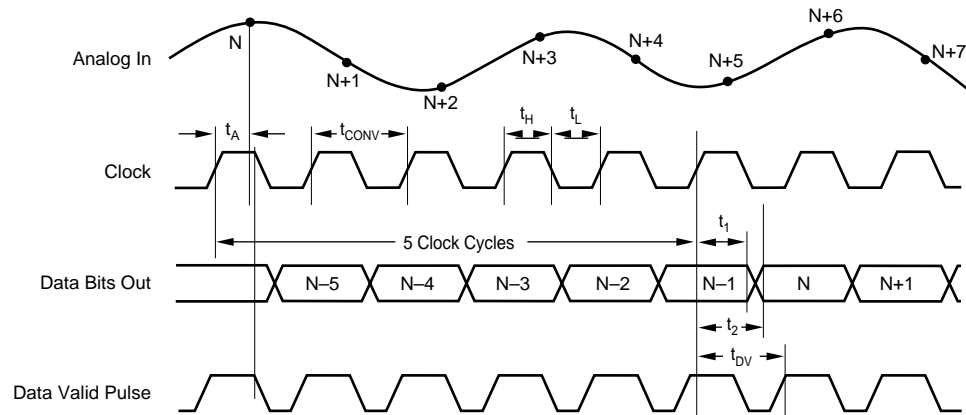 Analog In
N
N+1
N+2
N+3
N+4
N+5
N+6
N+7
tA
tCONV
tH
tL
Clock
5 Clock Cycles
t1
Data Bits Out
N–5
N–4
N–3
N–2
N–1
N
N+1
t2
tDV
Data Valid Pulse